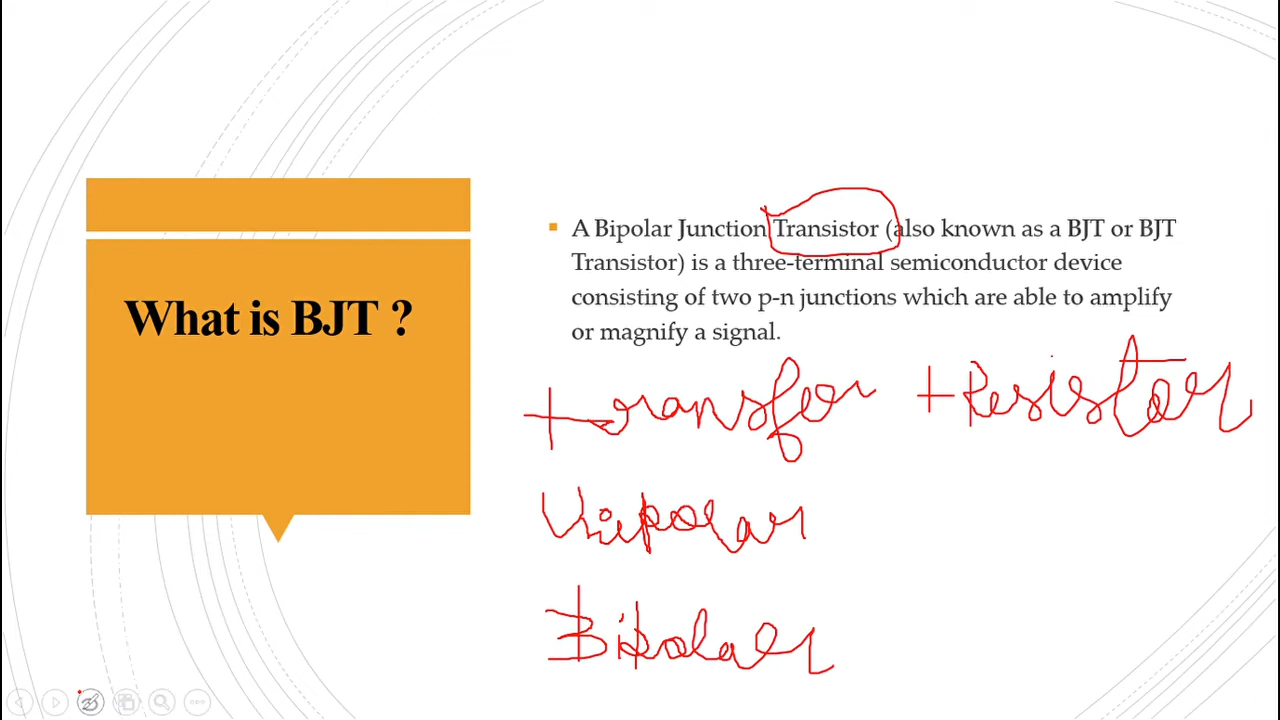 What is BJT ?
A Bipolar Junction Transistor (also known as a BJT or BJT
Transistor) is a three-terminal semiconductor device
consisting of two p-n junctions which are able to amplify
or magnify a signal.
transfer + Resistor
Unipolar
Bipolar